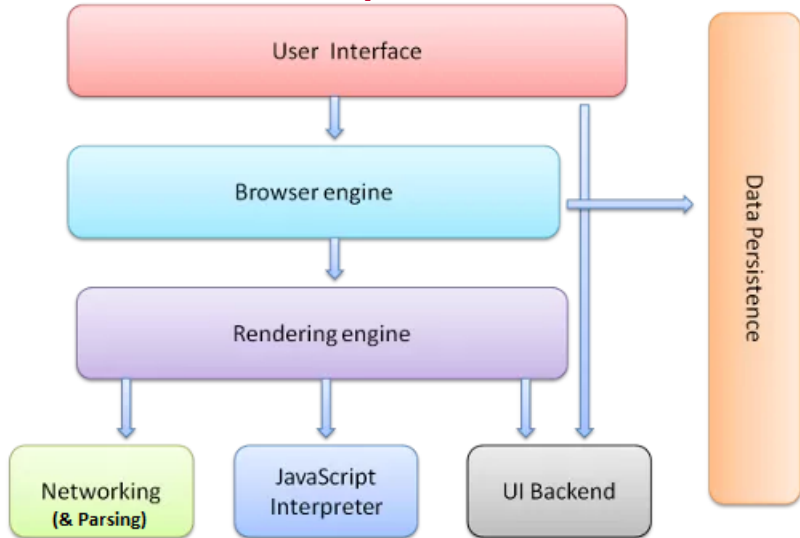 User Interface
Browser engine
Data Persistence
Rendering engine
Networking
(& Parsing)
JavaScript
Interpreter
UI Backend